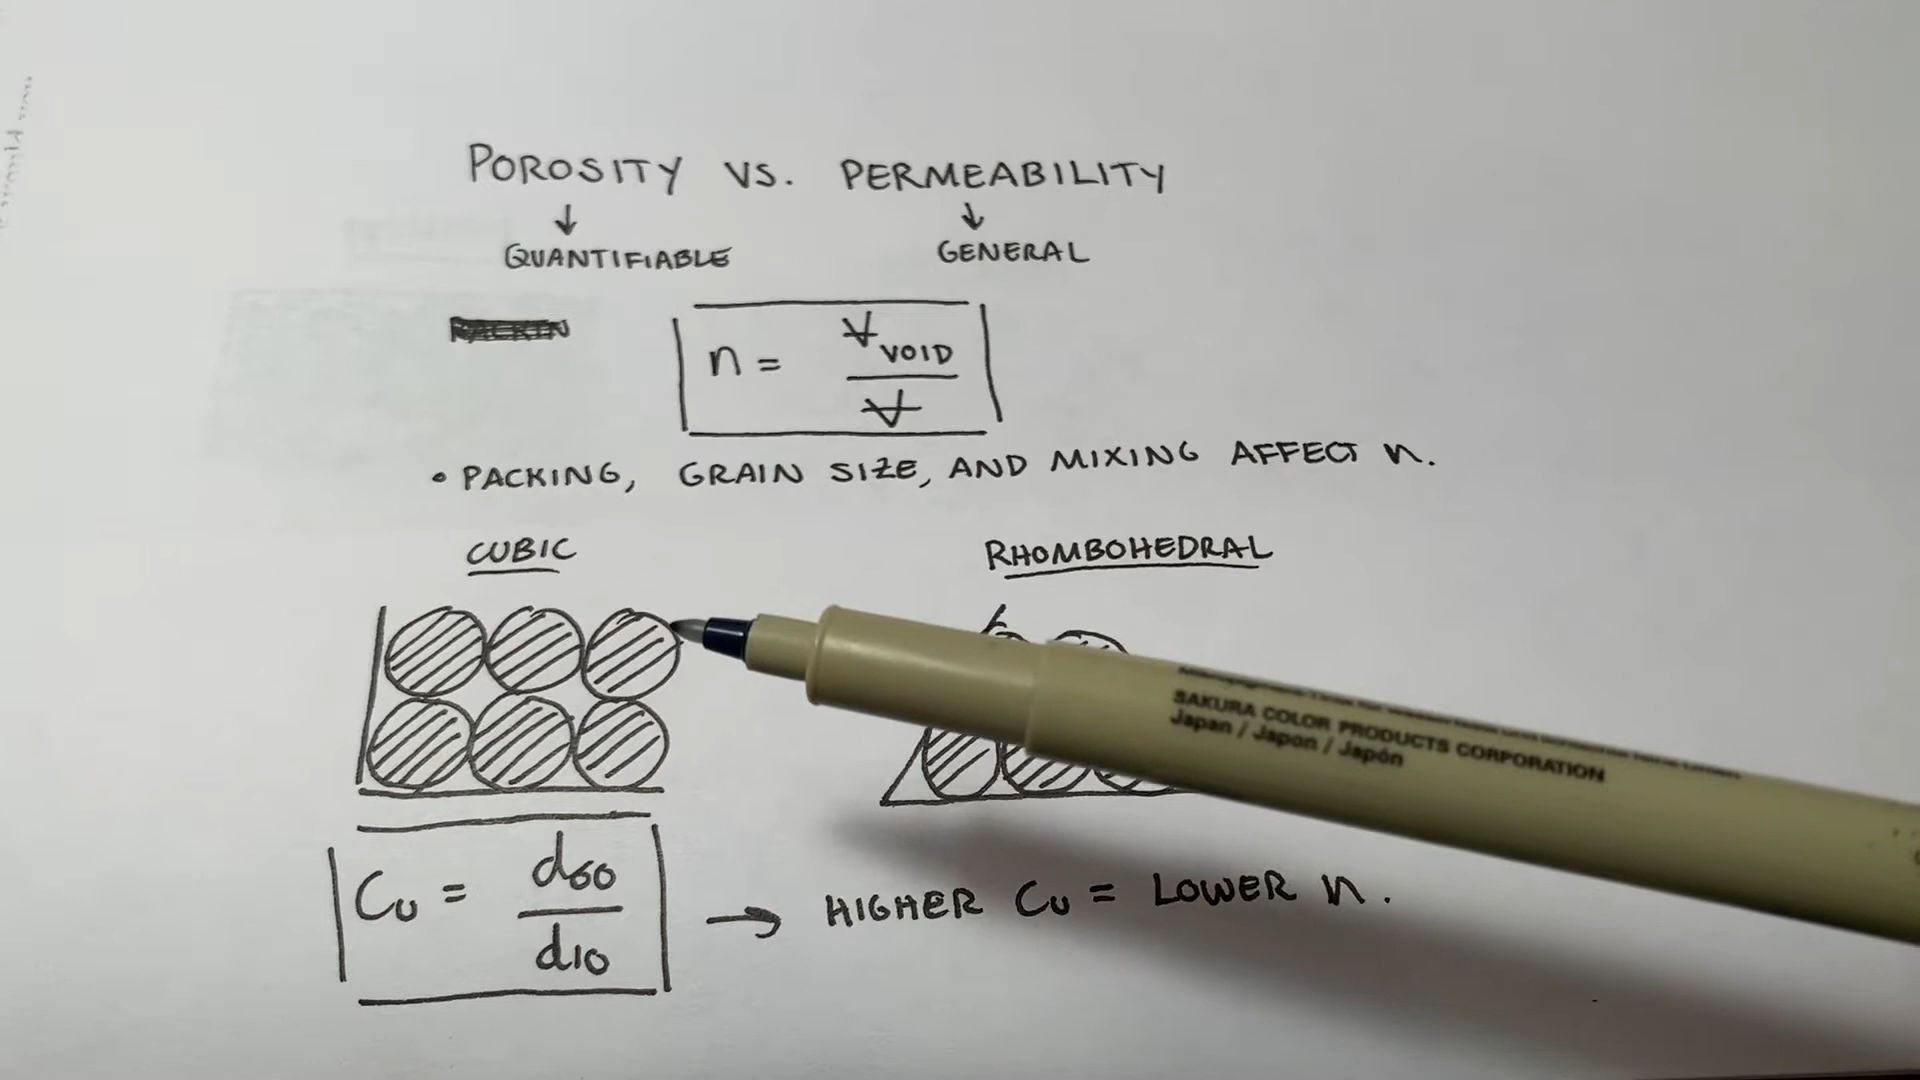 POROSITY VS. PERMEABILITY
↓ ↓
QUANTIFIABLE GENERAL
n = V VOID / V
• PACKING, GRAIN SIZE, AND MIXING AFFECT n.
CUBIC RHOMBOHEDRAL
SAKURA COLOR PRODUCTS CORPORATION
Japan / Japon / Japón
Cu = d60 / d10 → HIGHER Cu = LOWER n.